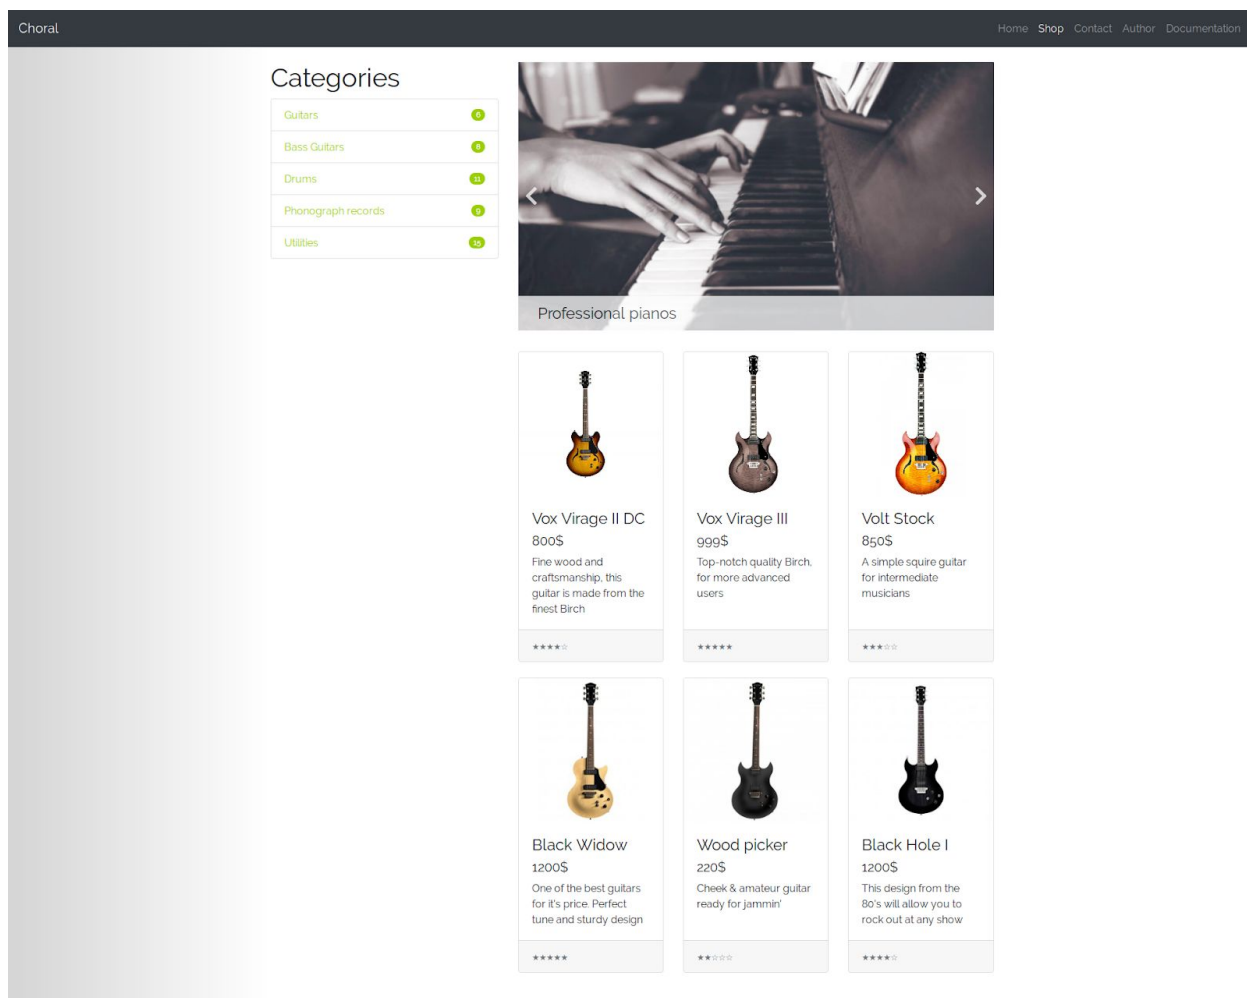 Choral
Home Shop Contact Author Documentation
Categories
Guitars 6
Bass Guitars 8
Drums 11
Phonograph records 9
Utilities 15
Professional pianos
Vox Virage II DC
800$
Fine wood and
craftsmanship, this
guitar is made from the
finest Birch
★★★★☆
Vox Virage III
999$
Top-notch quality Birch,
for more advanced
users
★★★★★
Volt Stock
850$
A simple squire guitar
for intermediate
musicians
★★★☆☆
Black Widow
1200$
One of the best guitars
for it's price. Perfect
tune and sturdy design
★★★★★
Wood picker
220$
Cheek & amateur guitar
ready for jammin'
★★☆☆☆
Black Hole I
1200$
This design from the
80's will allow you to
rock out at any show
★★★★☆